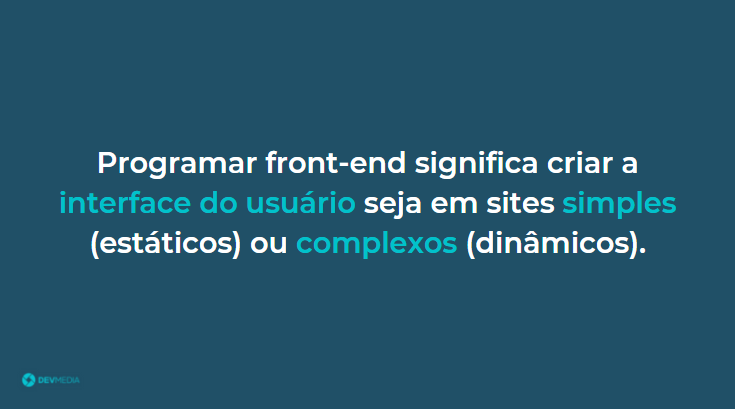 Programar front-end significa criar a
interface do usuário seja em sites simples
(estáticos) ou complexos (dinâmicos).
DEVMEDIA